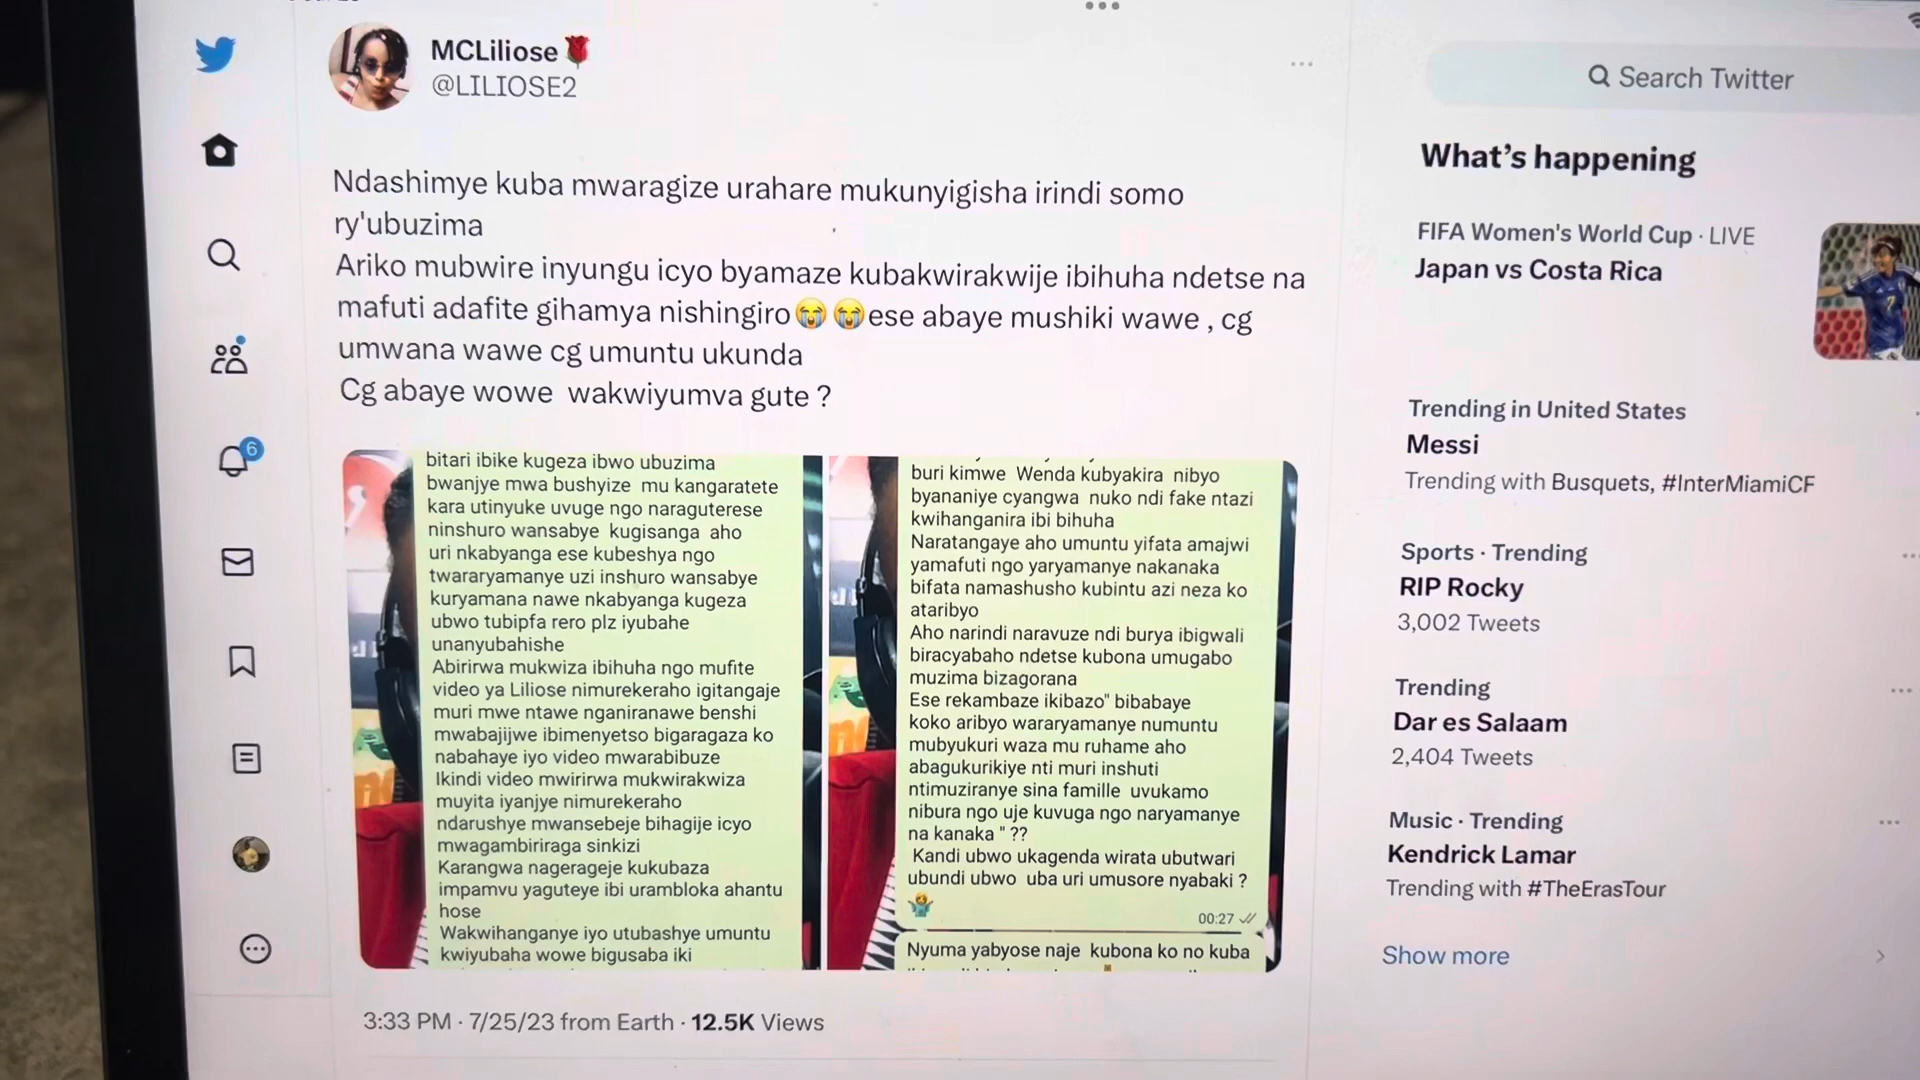 MCLiliose🌹
@LILIOSE2
Ndashimye kuba mwaragize urahare mukunyigisha irindi somo
ry'ubuzima
Ariko mubwire inyungu icyo byamaze kubakwirakwije ibihuha ndetse na
mafuti adafite gihamya nishingiro😭😭ese abaye mushiki wawe , cg
umwana wawe cg umuntu ukunda
Cg abaye wowe wakwiyumva gute ?
bitari ibike kugeza ibwo ubuzima
bwanjye mwa bushyize mu kangaratete
kara utinyuke uvuge ngo naraguterese
ninshuro wansabye kugisanga aho
uri nkabyanga ese kubeshya ngo
twararyamanye uzi inshuro wansabye
kuryamana nawe nkabyanga kugeza
ubwo tubipfa rero plz iyubahe
unanyubahishe
Abirirwa mukwiza ibihuha ngo mufite
video ya Liliose nimurekeraho igitangaje
muri mwe ntawe nganiranawe benshi
mwabajijwe ibimenyetso bigaragaza ko
nabahaye iyo video mwarabibuze
Ikindi video mwirirwa mukwirakwiza
muyita iyanjye nimurekeraho
ndarushye mwansebeje bihagije icyo
mwagambiriraga sinkizi
Karangwa nagerageje kukubaza
impamvu yaguteye ibi urambloka ahantu
hose
Wakwihanganye iyo utubashye umuntu
kwiyubaha wowe bigusaba iki
buri kimwe Wenda kubyakira nibyo
byananiye cyangwa nuko ndi fake ntazi
kwihanganira ibi bihuha
Naratangaye aho umuntu yifata amajwi
yamafuti ngo yaryamanye nakanaka
bifata namashusho kubintu azi neza ko
ataribyo
Aho narindi naravuze ndi burya ibigwali
biracyabaho ndetse kubona umugabo
muzima bizagorana
Ese rekambaze ikibazo" bibabaye
koko aribyo wararyamanye numuntu
mubyukuri waza mu ruhame aho
abagukurikiye nti muri inshuti
ntimuziranye sina famille uvukamo
nibura ngo uje kuvuga ngo naryamanye
na kanaka " ??
Kandi ubwo ukagenda wirata ubutwari
ubundi ubwo uba uri umusore nyabaki ?
🤷
00:27
Nyuma yabyose naje kubona ko no kuba
3:33 PM · 7/25/23 from Earth · 12.5K Views
6
Search Twitter
What's happening
FIFA Women's World Cup · LIVE
Japan vs Costa Rica
Trending in United States
Messi
Trending with Busquets, #InterMiamiCF
Sports · Trending
RIP Rocky
3,002 Tweets
Trending
Dar es Salaam
2,404 Tweets
Music · Trending
Kendrick Lamar
Trending with #TheErasTour
Show more